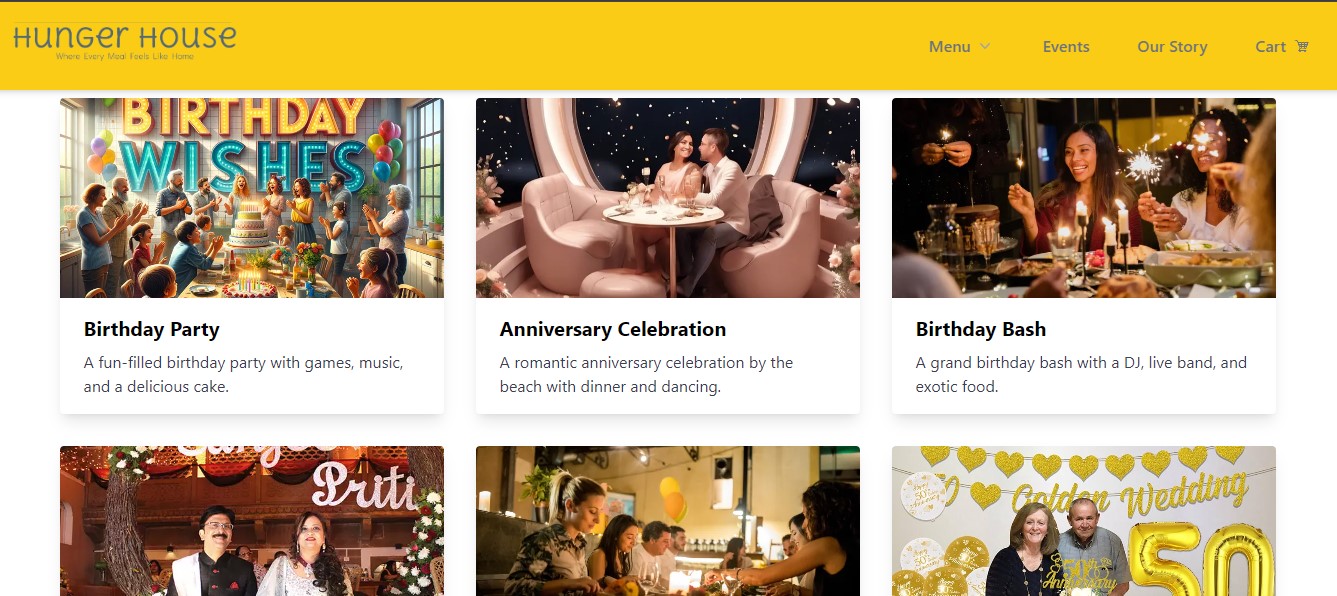 Hunger House
Where Every Meal Feels Like Home
Menu
Events
Our Story
Cart
BIRTHDAY
WISHES
Birthday Party
A fun-filled birthday party with games, music,
and a delicious cake.
Anniversary Celebration
A romantic anniversary celebration by the
beach with dinner and dancing.
Birthday Bash
A grand birthday bash with a DJ, live band, and
exotic food.
Priti
Golden Wedding
50
50th
Anniversary